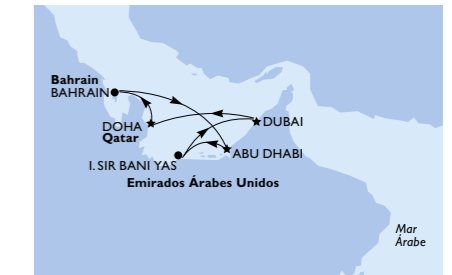 Bahrain
BAHRAIN
DUBAI
DOHA
Qatar
ABU DHABI
I. SIR BANI YAS
Emirados Árabes Unidos
Mar
Árabe